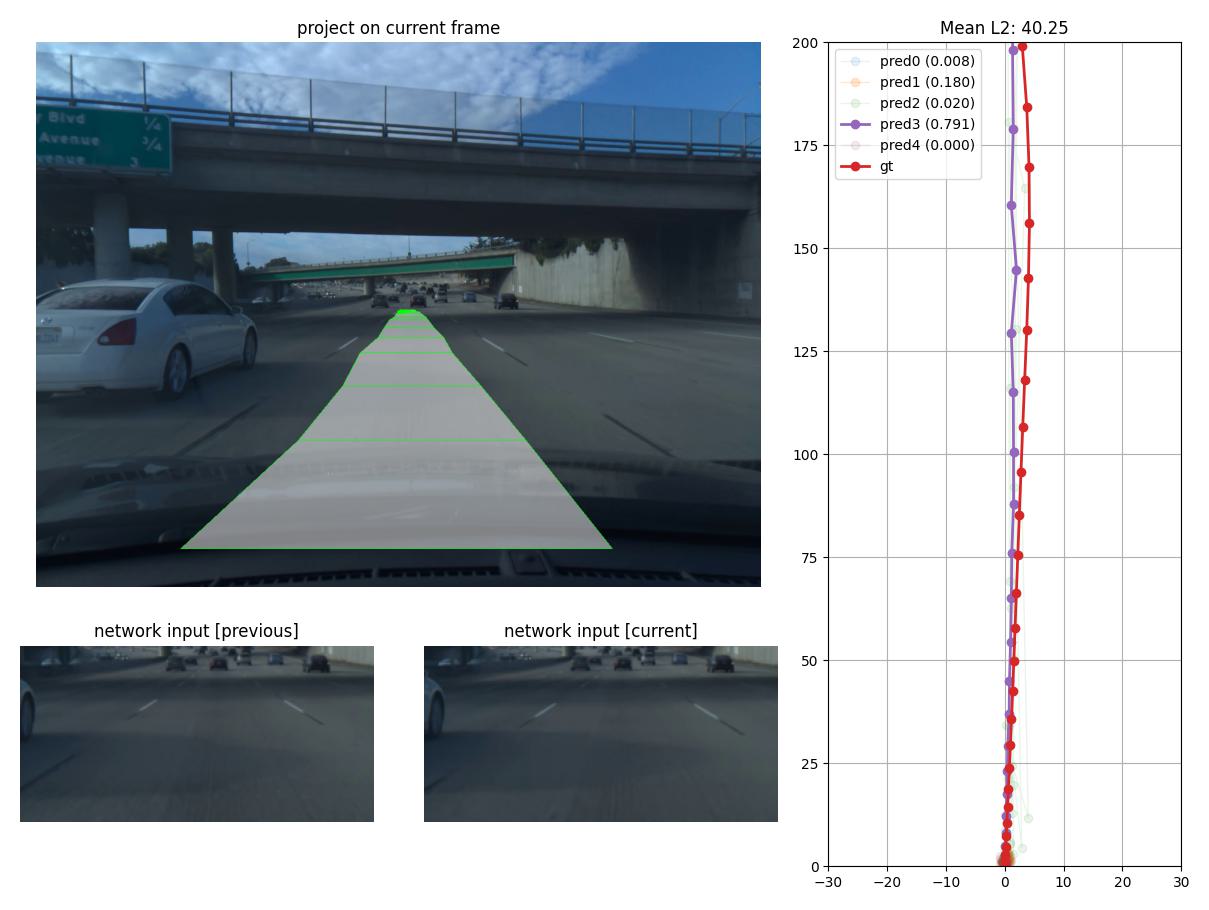 project on current frame
r Blvd 1/4
Avenue 3/4
venue 3
network input [previous]
network input [current]
Mean L2: 40.25
200
175
150
125
100
75
50
25
0
−30 −20 −10 0 10 20 30
pred0 (0.008)
pred1 (0.180)
pred2 (0.020)
pred3 (0.791)
pred4 (0.000)
gt